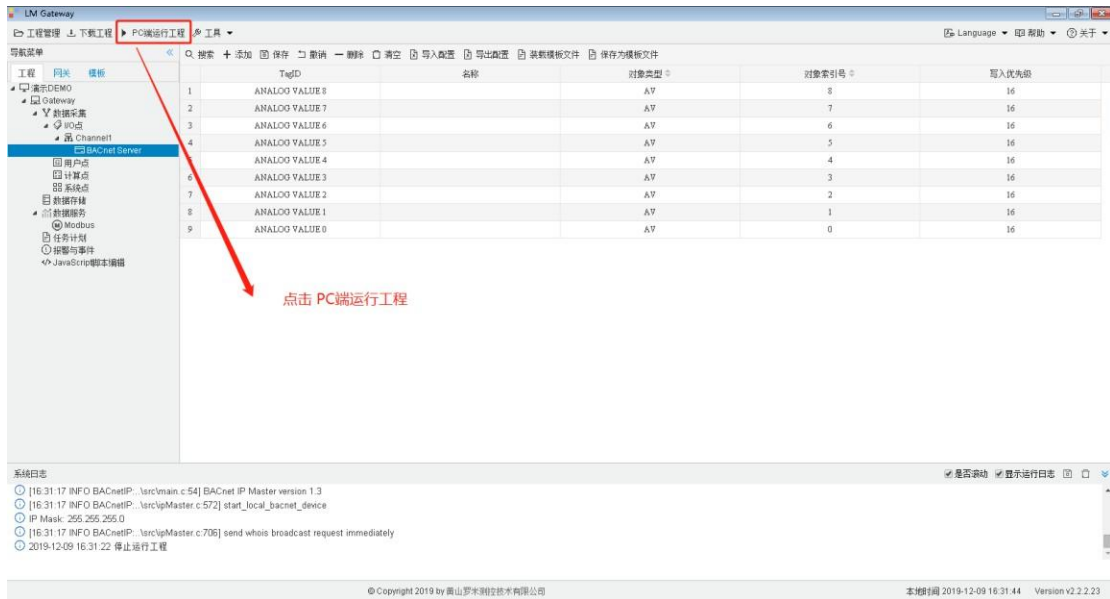 LM Gateway
工程管理 下载工程 PC端运行工程 工具 Language 帮助 关于
导航菜单
搜索 添加 保存 撤销 删除 清空 导入配置 导出配置 装载模板文件 保存为模板文件
工程 网关 模板
演示DEMO
Gateway
数据采集
I/O点
Channel1
BACnet Server
用户点
计算点
系统点
数据存储
数据服务
Modbus
任务计划
报警与事件
JavaScrip脚本编辑
TagID 名称 对象类型 对象索引号 写入优先级
1 ANALOG VALUE 8 AV 8 16
2 ANALOG VALUE 7 AV 7 16
3 ANALOG VALUE 6 AV 6 16
4 ANALOG VALUE 5 AV 5 16
5 ANALOG VALUE 4 AV 4 16
6 ANALOG VALUE 3 AV 3 16
7 ANALOG VALUE 2 AV 2 16
8 ANALOG VALUE 1 AV 1 16
9 ANALOG VALUE 0 AV 0 16
点击 PC端运行工程
系统日志 是否滚动 显示运行日志
[16:31:17 INFO BACnetIP:..\src\main.c:54] BACnet IP Master version 1.3
[16:31:17 INFO BACnetIP:..\src\ipMaster.c:572] start_local_bacnet_device
IP Mask: 255.255.255.0
[16:31:17 INFO BACnetIP:..\src\ipMaster.c:706] send whois broadcast request immediately
2019-12-09 16:31:22 停止运行工程
© Copyright 2019 by 黄山罗米测控技术有限公司 本地时间 2019-12-09 16:31:44 Version v2.2.2.23